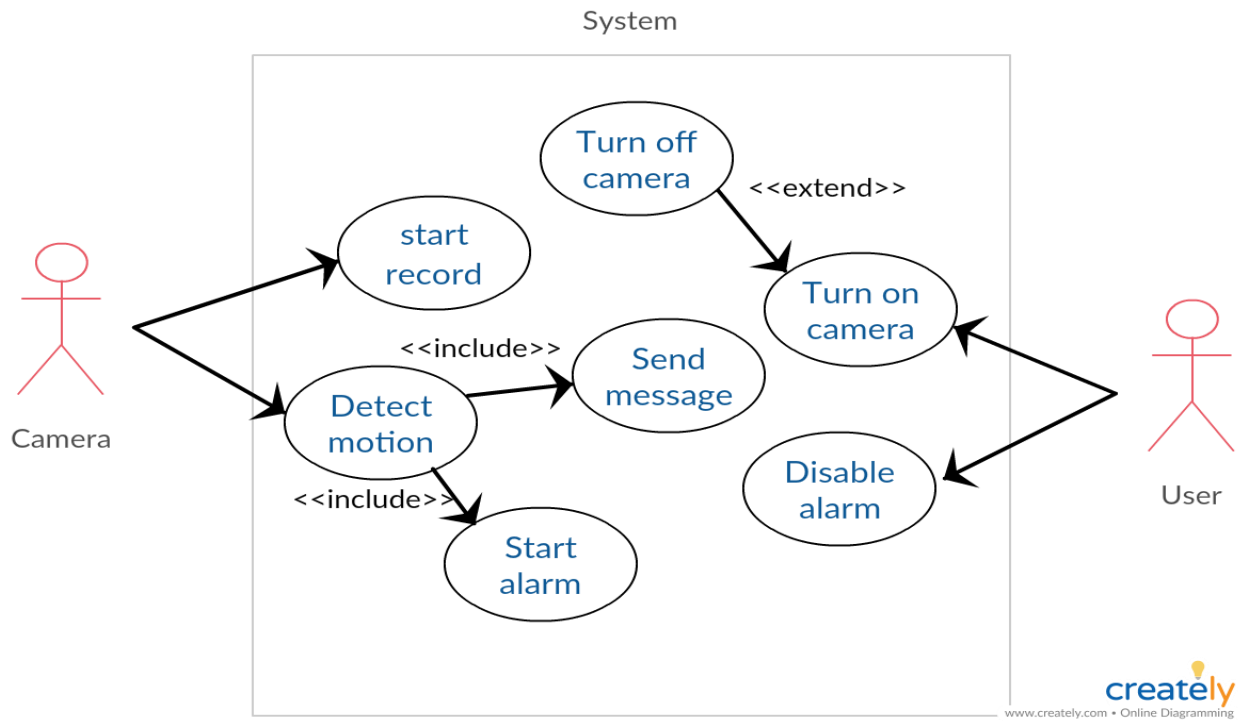 System
Turn off
camera
<<extend>>
start
record
Turn on
camera
<<include>>
Send
message
Detect
motion
Camera
Disable
alarm
<<include>>
User
Start
alarm
creately
www.creately.com • Online Diagramming